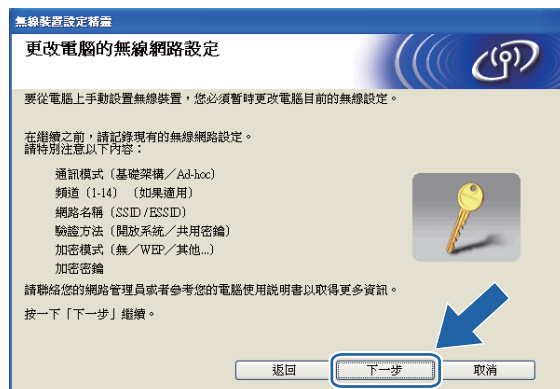 無線裝置設定精靈
更改電腦的無線網路設定
要從電腦上手動設置無線裝置，您必須暫時更改電腦目前的無線設定。
在繼續之前，請記錄現有的無線網路設定。
請特別注意以下內容：
通訊模式（基礎架構／Ad-hoc）
頻道（1-14）（如果適用）
網路名稱（SSID /ESSID）
驗證方法（開放系統／共用密鑰）
加密模式（無／WEP／其他...）
加密密鑰
請聯絡您的網路管理員或者參考您的電腦使用說明書以取得更多資訊。
按一下「下一步」繼續。
返回 下一步 取消